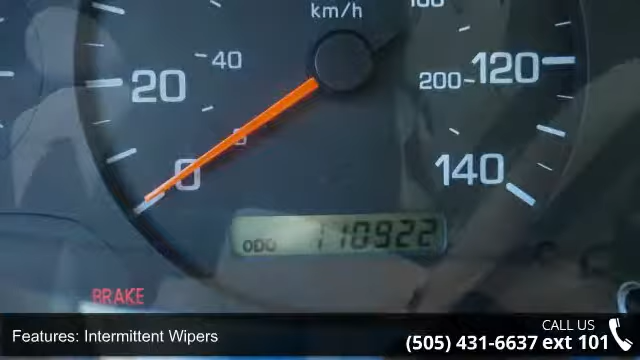 km/h
40
20
200
120
0
0
140
ODO 110922
BRAKE
CALL US
Features: Intermittent Wipers
(505) 431-6637 ext 101